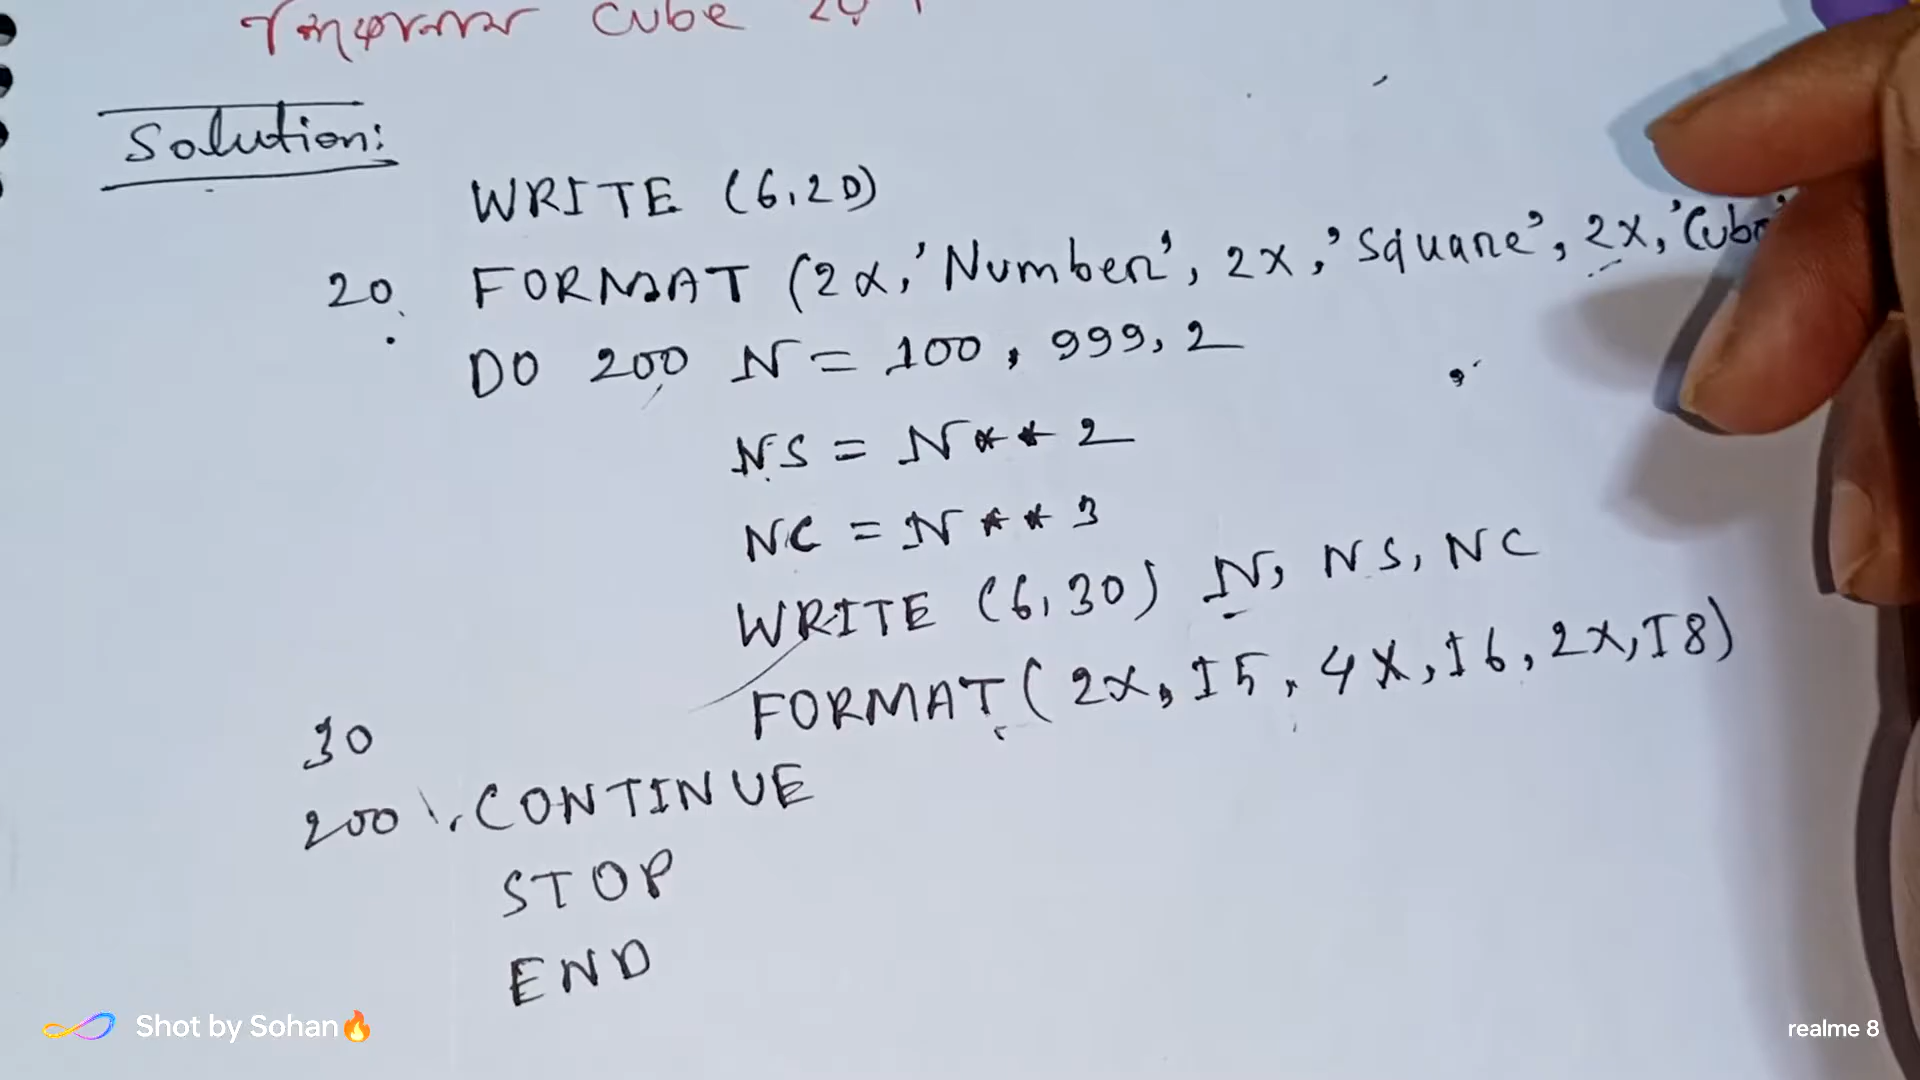 Cube
Solution:
WRITE (6,20)
20 FORMAT (2X,'Number', 2X,'Square', 2X,'Cube'
DO 200 N = 100, 999, 2
NS = N**2
NC = N**3
WRITE (6,30) N, NS, NC
30 FORMAT (2X, I5, 4X, I6, 2X, I8)
200 CONTINUE
STOP
END
Shot by Sohan🔥
realme 8